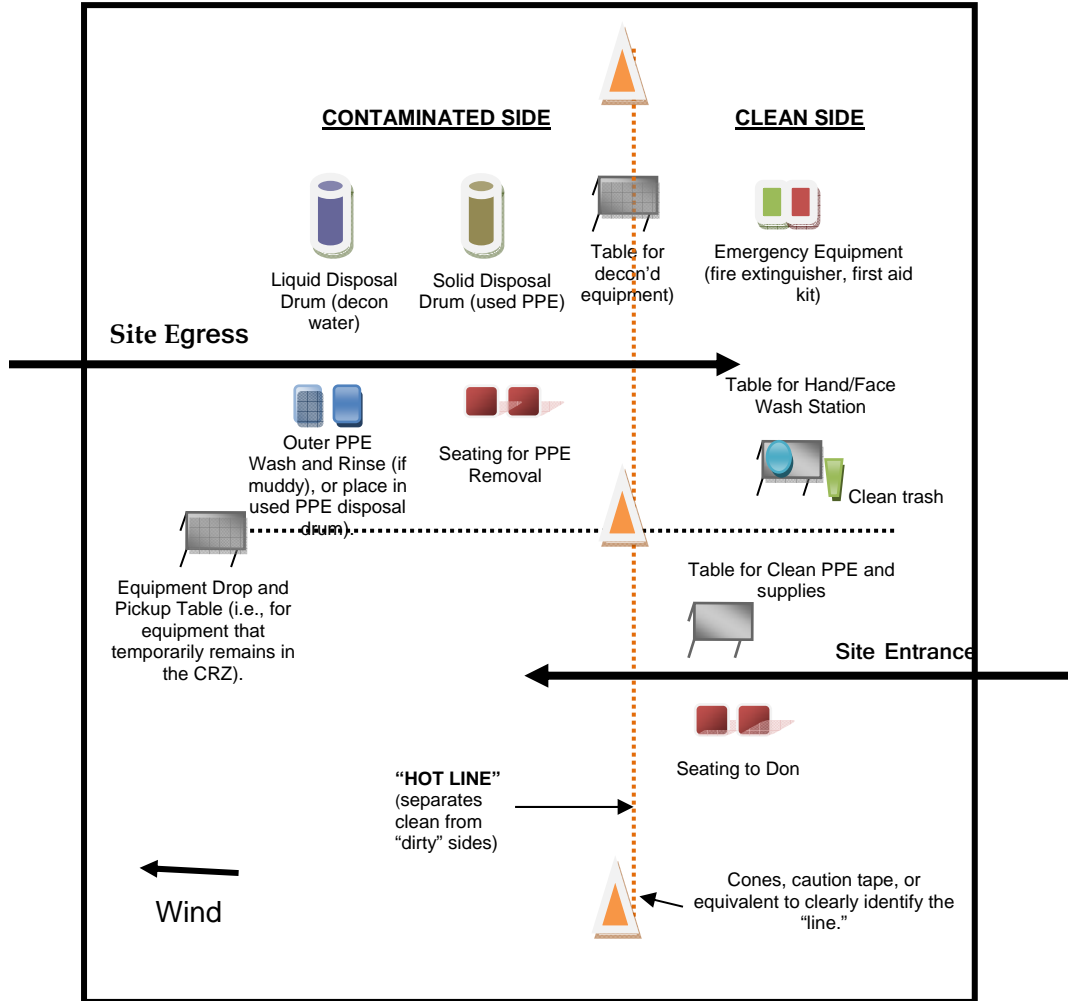 CONTAMINATED SIDE
CLEAN SIDE
Liquid Disposal
Drum (decon
water)
Solid Disposal
Drum (used PPE)
Table for
decon’d
equipment)
Emergency Equipment
(fire extinguisher, first aid
kit)
Site Egress
Table for Hand/Face
Wash Station
Outer PPE
Wash and Rinse (if
muddy), or place in
used PPE disposal
drum).
Seating for PPE
Removal
Clean trash
Equipment Drop and
Pickup Table (i.e., for
equipment that
temporarily remains in
the CRZ).
Table for Clean PPE and
supplies
Site Entrance
Seating to Don
“HOT LINE”
(separates
clean from
“dirty” sides)
Wind
Cones, caution tape, or
equivalent to clearly identify the
“line.”